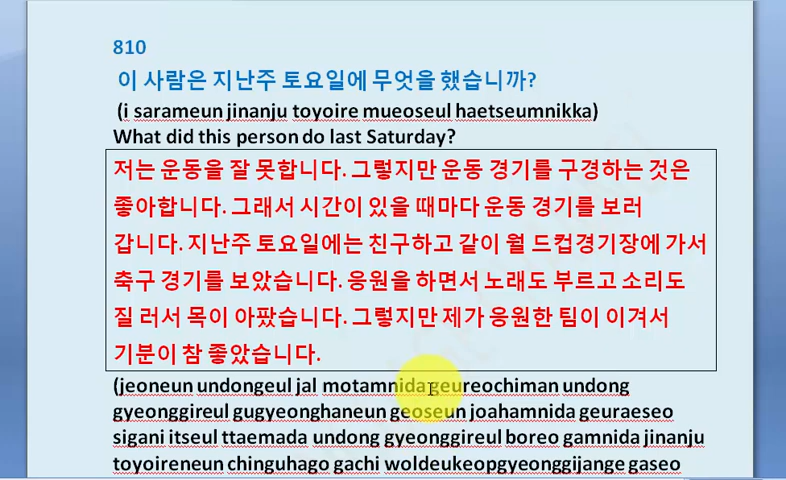 810
이 사람은 지난주 토요일에 무엇을 했습니까?
(i sarameun jinanju toyoire mueoseul haetseumnikka)
What did this person do last Saturday?
저는 운동을 잘 못합니다. 그렇지만 운동 경기를 구경하는 것은
좋아합니다. 그래서 시간이 있을 때마다 운동 경기를 보러
갑니다. 지난주 토요일에는 친구하고 같이 월 드컵경기장에 가서
축구 경기를 보았습니다. 응원을 하면서 노래도 부르고 소리도
질 러서 목이 아팠습니다. 그렇지만 제가 응원한 팀이 이겨서
기분이 참 좋았습니다.
(jeoneun undongeul jal motamnida geureochiman undong
gyeonggireul gugyeonghaneun geoseun joahamnida geuraeseo
sigani itseul ttaemada undong gyeonggireul boreo gamnida jinanju
toyoireneun chinguhago gachi woldeukeopgyeonggijange gaseo